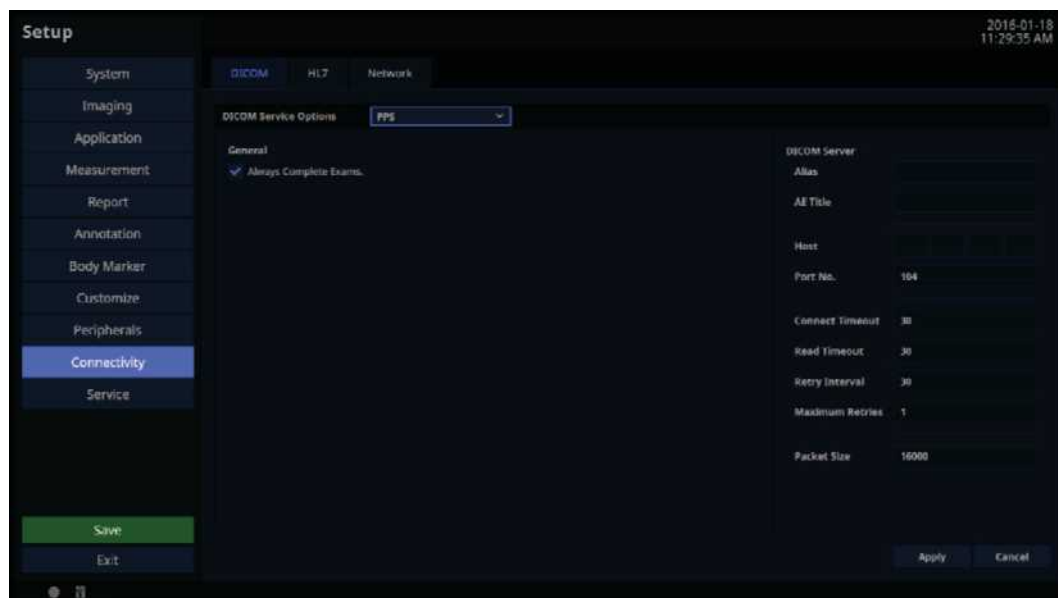 Setup
2016-01-18
11:29:35 AM
System
Imaging
Application
Measurement
Report
Annotation
Body Marker
Customize
Peripherals
Connectivity
Service
Save
Exit
DICOM HL7 Network
DICOM Service Options PPS
General
Always Complete Exams.
DICOM Server
Alias
AE Title
Host
Port No. 104
Connect Timeout 30
Read Timeout 30
Retry Interval 30
Maximum Retries 1
Packet Size 16000
Apply Cancel